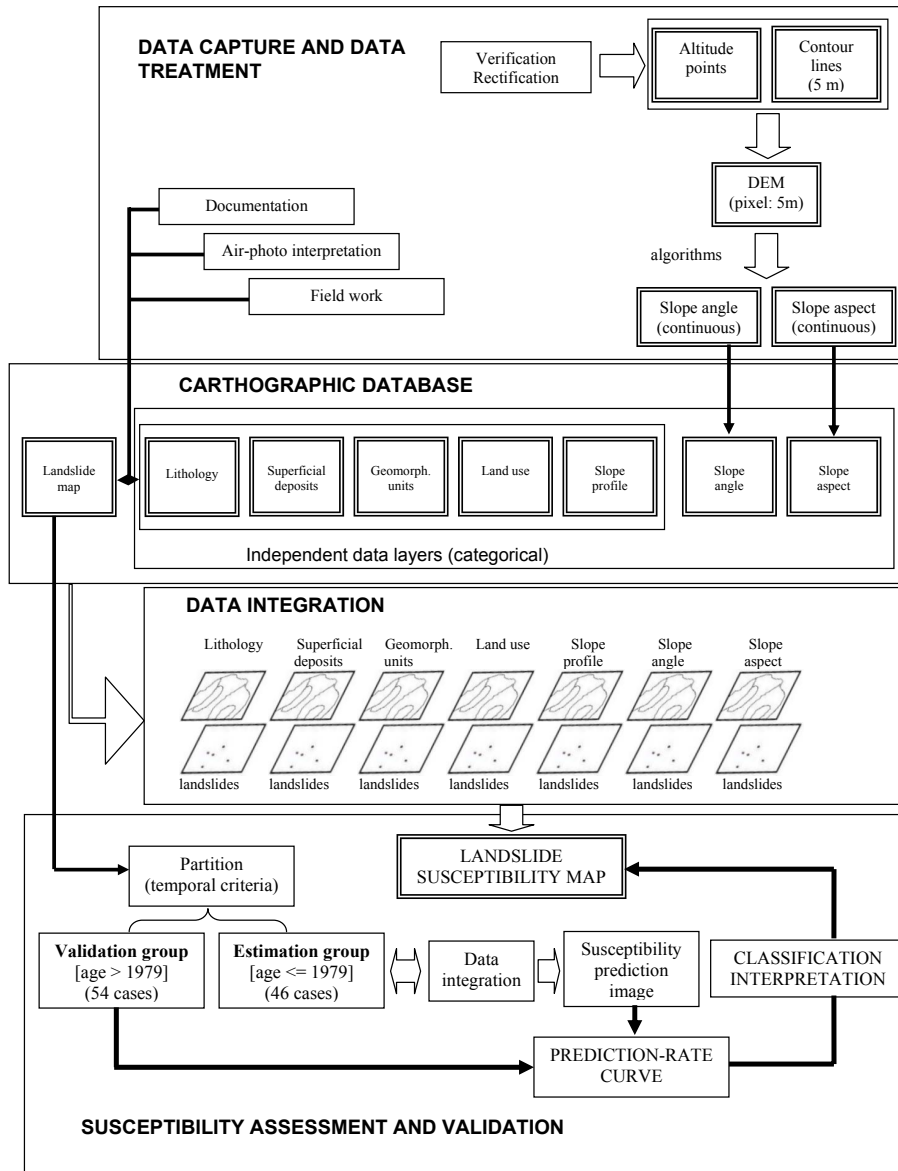 DATA CAPTURE AND DATA
TREATMENT
Verification
Rectification
Altitude
points
Contour
lines
(5 m)
DEM
(pixel: 5m)
algorithms
Documentation
Air-photo interpretation
Field work
Slope angle
(continuous)
Slope aspect
(continuous)
CARTHOGRAPHIC DATABASE
Landslide
map
Lithology
Superficial
deposits
Geomorph.
units
Land use
Slope
profile
Slope
angle
Slope
aspect
Independent data layers (categorical)
DATA INTEGRATION
Lithology
Superficial
deposits
Geomorph.
units
Land use
Slope
profile
Slope
angle
Slope
aspect
landslides
landslides
landslides
landslides
landslides
landslides
landslides
LANDSLIDE
SUSCEPTIBILITY MAP
Partition
(temporal criteria)
Validation group
[age > 1979]
(54 cases)
Estimation group
[age <= 1979]
(46 cases)
Data
integration
Susceptibility
prediction
image
CLASSIFICATION
INTERPRETATION
PREDICTION-RATE
CURVE
SUSCEPTIBILITY ASSESSMENT AND VALIDATION